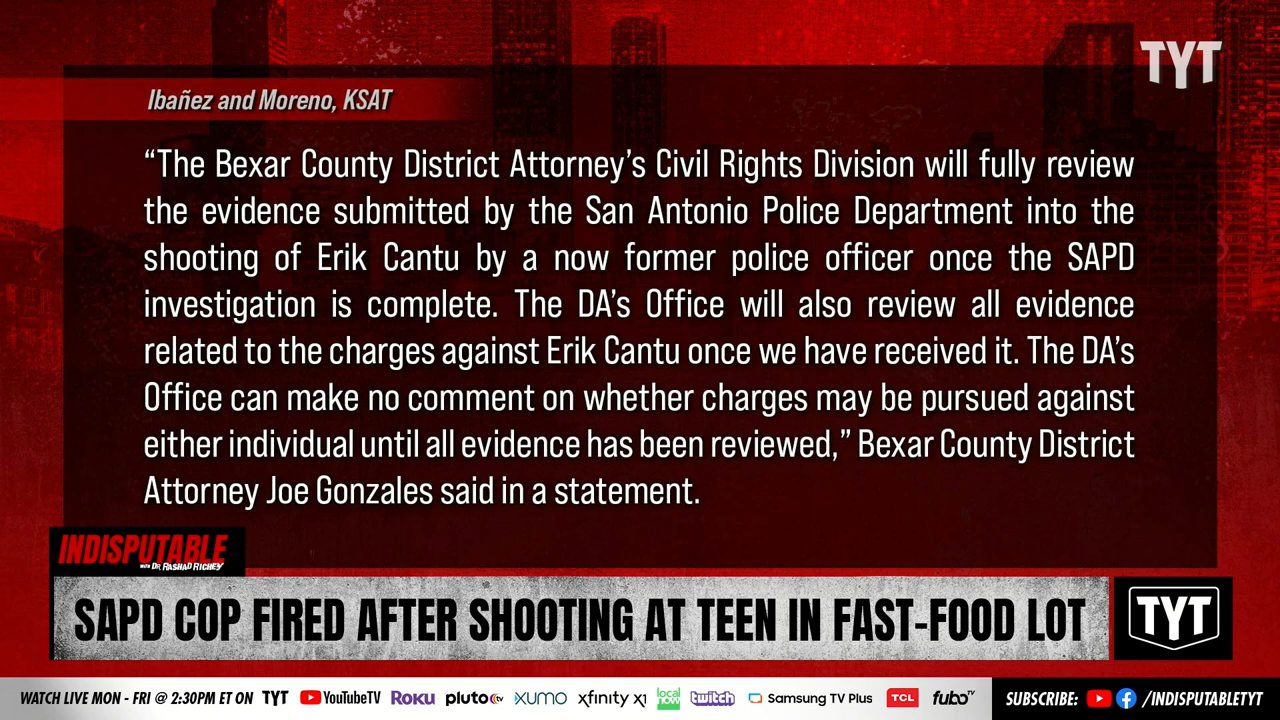 TYT
Ibañez and Moreno, KSAT
“The Bexar County District Attorney’s Civil Rights Division will fully review
the evidence submitted by the San Antonio Police Department into the
shooting of Erik Cantu by a now former police officer once the SAPD
investigation is complete. The DA’s Office will also review all evidence
related to the charges against Erik Cantu once we have received it. The DA’s
Office can make no comment on whether charges may be pursued against
either individual until all evidence has been reviewed,” Bexar County District
Attorney Joe Gonzales said in a statement.
INDISPUTABLE
WITH DR. RASHAD RICHEY
SAPD COP FIRED AFTER SHOOTING AT TEEN IN FAST-FOOD LOT
TYT
WATCH LIVE MON - FRI @ 2:30PM ET ON TYT YouTubeTV Roku pluto tv XUMO xfinity x1 local now twitch Samsung TV Plus TCL fubo TV SUBSCRIBE: /INDISPUTABLETYT